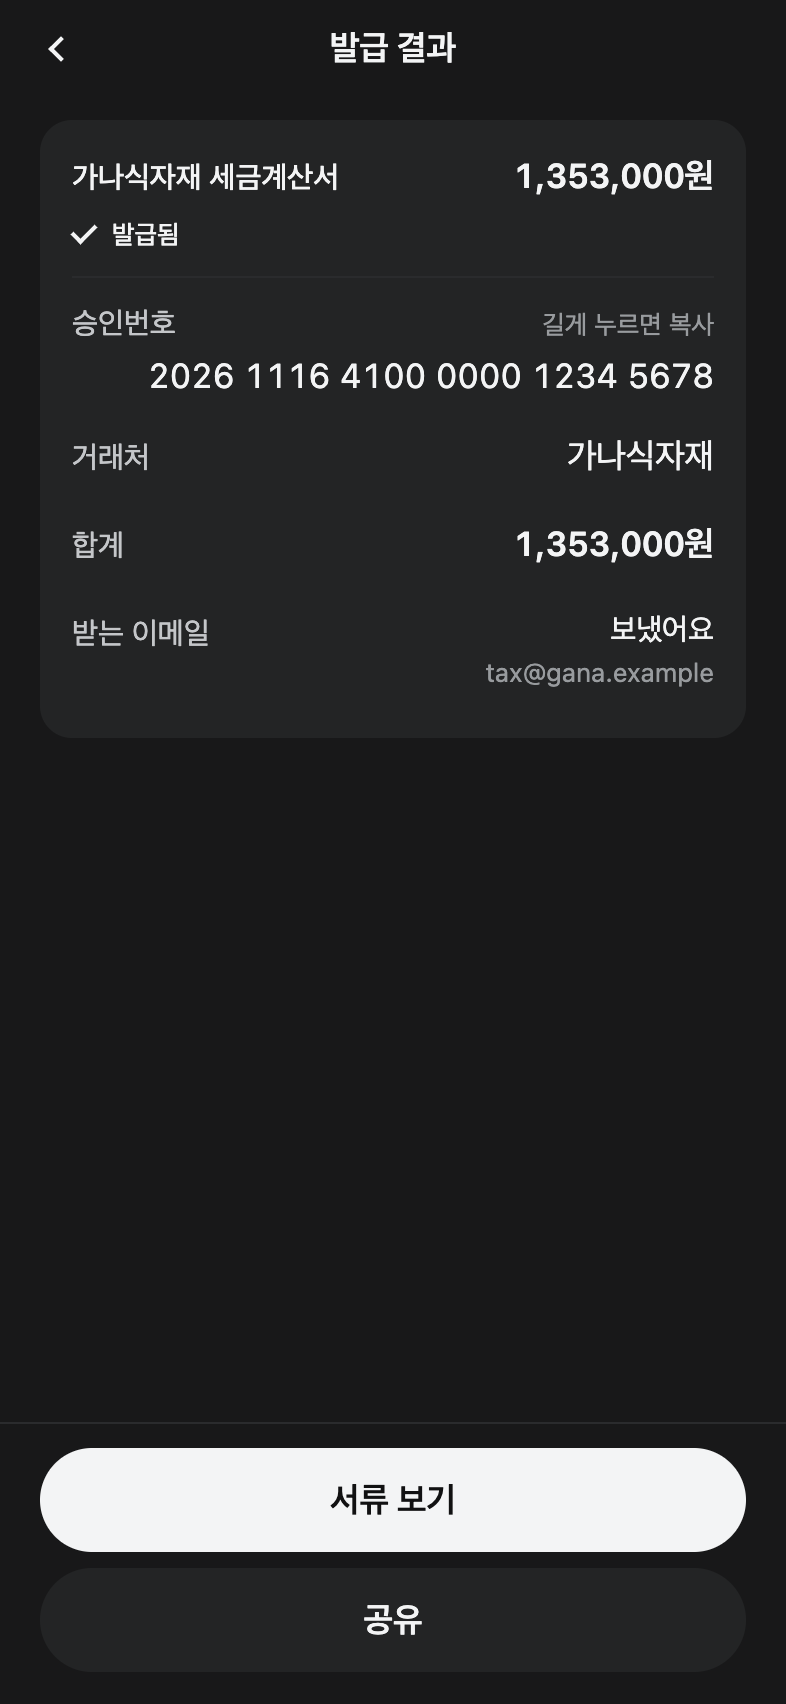 발급 결과
가나식자재 세금계산서 1,353,000원
발급됨
승인번호 길게 누르면 복사
2026 1116 4100 0000 1234 5678
거래처 가나식자재
합계 1,353,000원
받는 이메일 보냈어요
tax@gana.example
서류 보기
공유